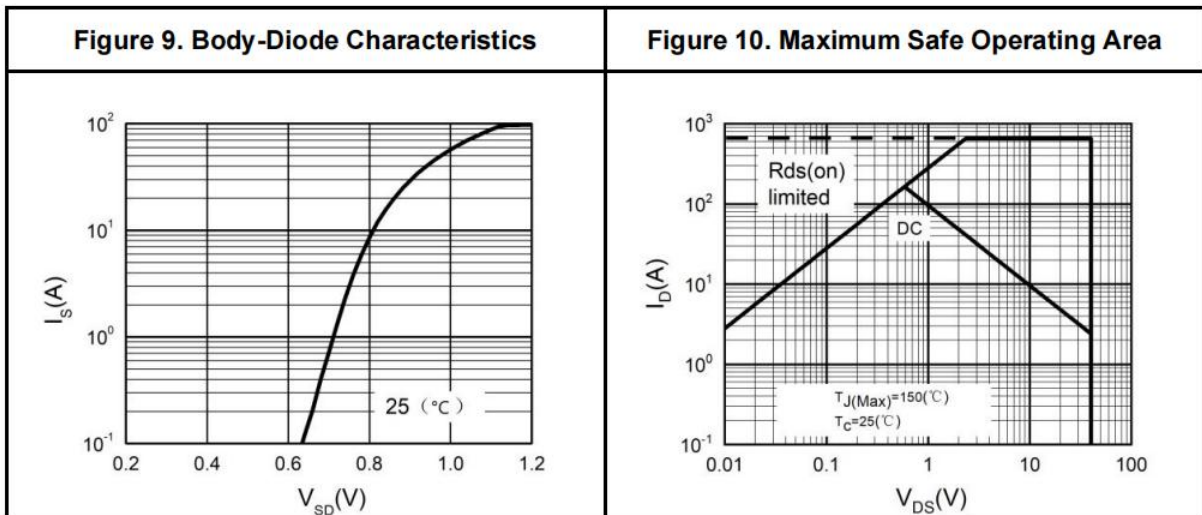 Figure 9. Body-Diode Characteristics
Figure 10. Maximum Safe Operating Area
10²
10¹
10⁰
10⁻¹
I_S(A)
25（℃）
0.2 0.4 0.6 0.8 1.0 1.2
V_SD(V)
10³
10²
10¹
10⁰
10⁻¹
I_D(A)
Rds(on)
limited
DC
T_J(Max)=150(℃)
T_C=25(℃)
0.01 0.1 1 10 100
V_DS(V)